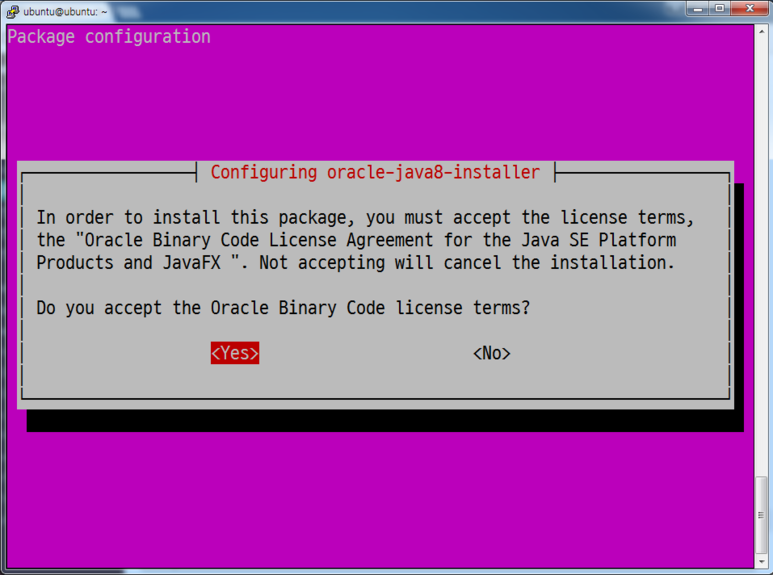 ubuntu@ubuntu: ~
Package configuration
Configuring oracle-java8-installer
In order to install this package, you must accept the license terms,
the "Oracle Binary Code License Agreement for the Java SE Platform
Products and JavaFX ". Not accepting will cancel the installation.
Do you accept the Oracle Binary Code license terms?
<Yes> <No>